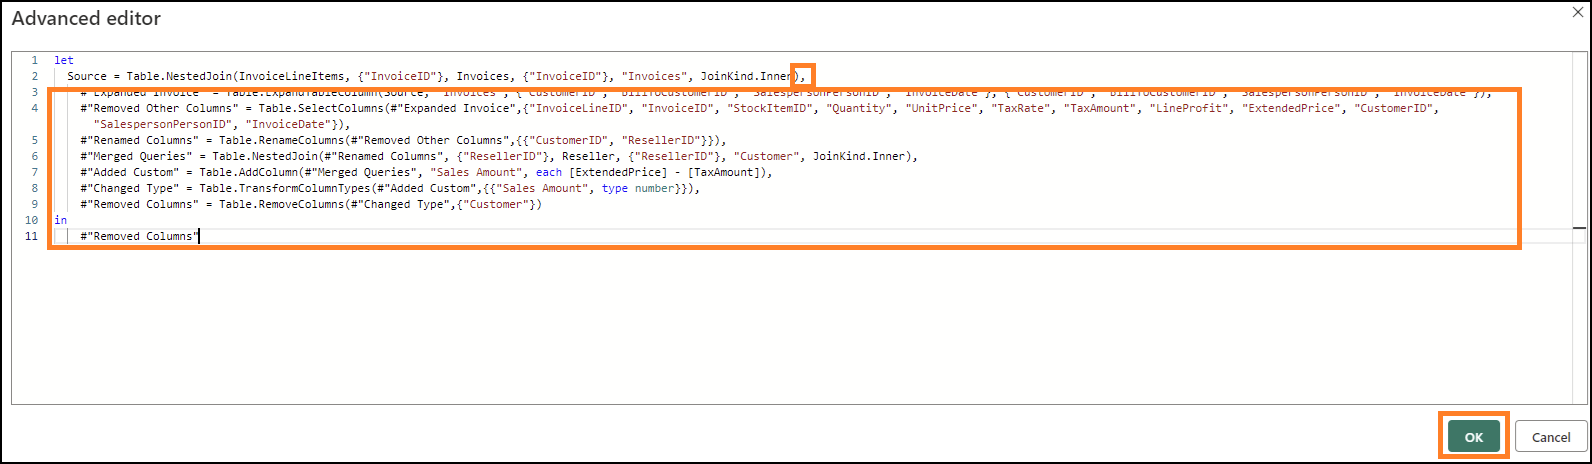 Advanced editor
1 let
2 Source = Table.NestedJoin(InvoiceLineItems, {"InvoiceID"}, Invoices, {"InvoiceID"}, "Invoices", JoinKind.Inner),
3 #"Expanded Invoice" = Table.ExpandTableColumn(Source, "Invoices", {"CustomerID", "BillToCustomerID", "SalespersonPersonID", "InvoiceDate"}, {"CustomerID", "BillToCustomerID", "SalespersonPersonID", "InvoiceDate"}),
4 #"Removed Other Columns" = Table.SelectColumns(#"Expanded Invoice",{"InvoiceLineID", "InvoiceID", "StockItemID", "Quantity", "UnitPrice", "TaxRate", "TaxAmount", "LineProfit", "ExtendedPrice", "CustomerID",
"SalespersonPersonID", "InvoiceDate"}),
5 #"Renamed Columns" = Table.RenameColumns(#"Removed Other Columns",{{"CustomerID", "ResellerID"}}),
6 #"Merged Queries" = Table.NestedJoin(#"Renamed Columns", {"ResellerID"}, Reseller, {"ResellerID"}, "Customer", JoinKind.Inner),
7 #"Added Custom" = Table.AddColumn(#"Merged Queries", "Sales Amount", each [ExtendedPrice] - [TaxAmount]),
8 #"Changed Type" = Table.TransformColumnTypes(#"Added Custom",{{"Sales Amount", type number}}),
9 #"Removed Columns" = Table.RemoveColumns(#"Changed Type",{"Customer"})
10 in
11 #"Removed Columns"
OK
Cancel